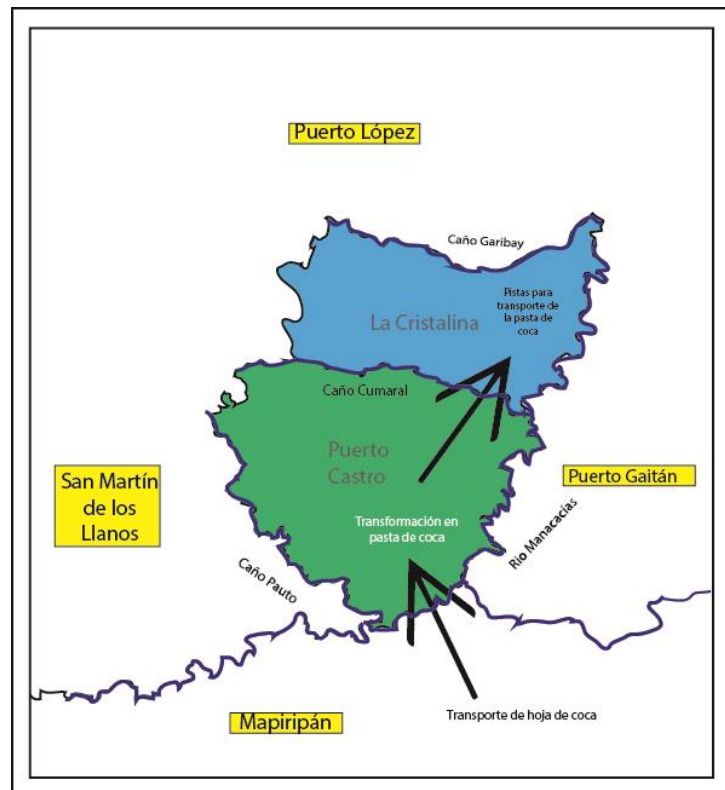 Puerto López
Caño Garibay
Pistas para
transporte de
la pasta de
coca
La Cristalina
Caño Cumaral
Puerto
Castro
San Martín
de los
Llanos
Puerto Gaitán
Transformación en
pasta de coca
Rio Manacacías
Caño Pauto
Mapiripán
Transporte de hoja de coca